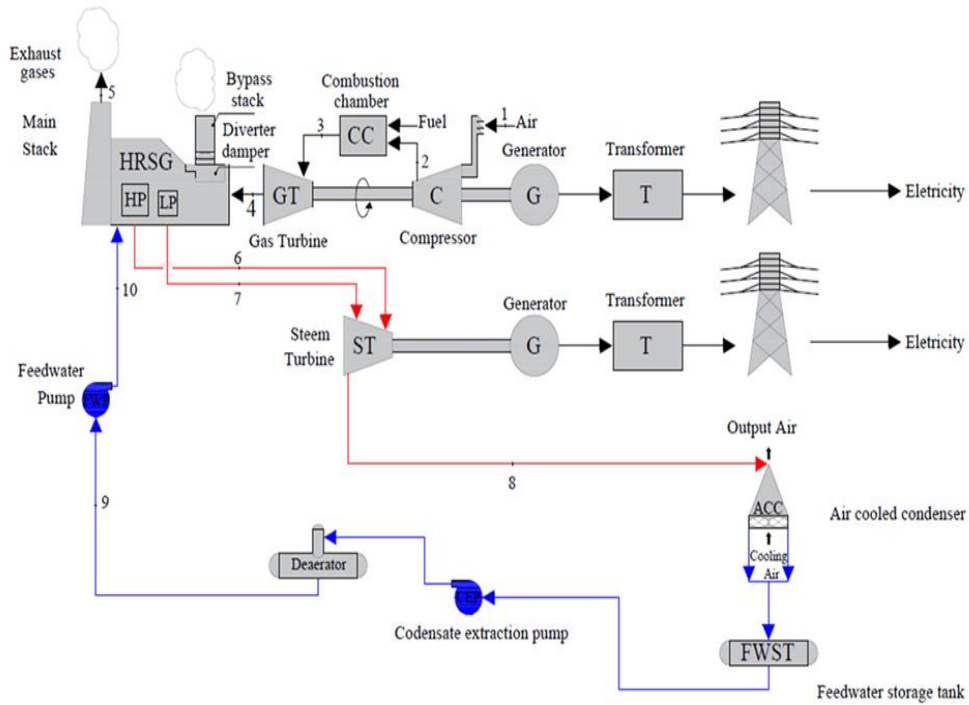 Exhaust
gases
5
Main
Stack
Bypass
stack
Diverter
damper
HRSG
HP
LP
4
GT
Gas Turbine
3
Combustion
chamber
CC
Fuel
2
1
Air
C
Compressor
Generator
G
Transformer
T
Eletricity
6
7
10
Steem
Turbine
ST
Generator
G
Transformer
T
Eletricity
Feedwater
Pump
FWP
9
8
Output Air
ACC
Cooling
Air
Air cooled condenser
Deaerator
CEP
Codensate extraction pump
FWST
Feedwater storage tank